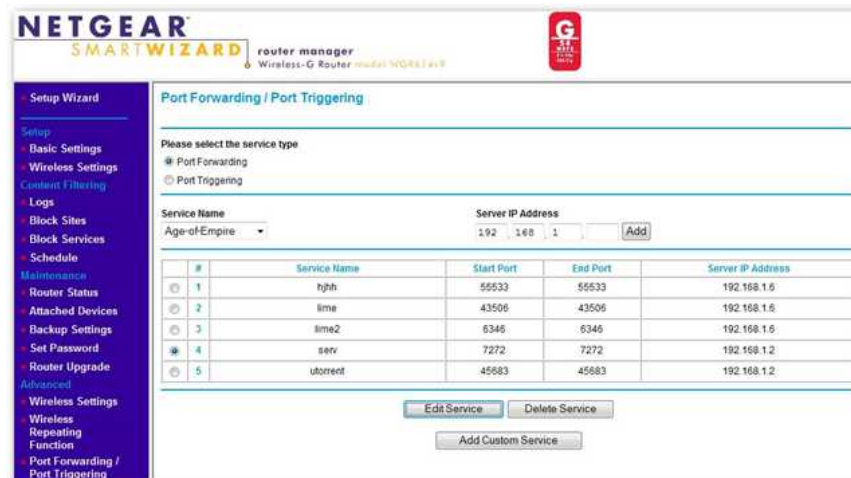 NETGEAR
SMARTWIZARD router manager
Wireless-G Router model WGR614v9
G
Setup Wizard
Setup
Basic Settings
Wireless Settings
Content Filtering
Logs
Block Sites
Block Services
Schedule
Maintenance
Router Status
Attached Devices
Backup Settings
Set Password
Router Upgrade
Advanced
Wireless Settings
Wireless
Repeating
Function
Port Forwarding /
Port Triggering
Port Forwarding / Port Triggering
Please select the service type
Port Forwarding
Port Triggering
Service Name Server IP Address
Age-of-Empire 192 . 168 . 1 . Add
# Service Name Start Port End Port Server IP Address
1 hjhh 55533 55533 192.168.1.6
2 lime 43506 43506 192.168.1.6
3 lime2 6346 6346 192.168.1.6
4 serv 7272 7272 192.168.1.2
5 utorrent 45683 45683 192.168.1.2
Edit Service Delete Service
Add Custom Service